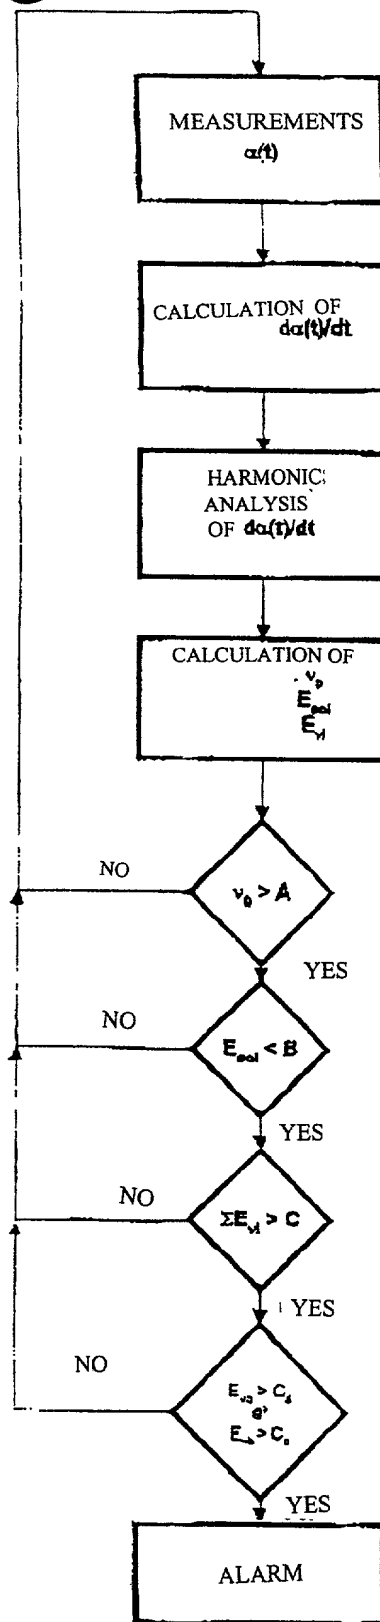 MEASUREMENTS
α(t)
CALCULATION OF
dα(t)/dt
HARMONIC
ANALYSIS
OF dα(t)/dt
CALCULATION OF
ν₀
E
E
NO
ν₀ > A
YES
NO
< B
YES
NO
> C
YES
NO
YES
ALARM